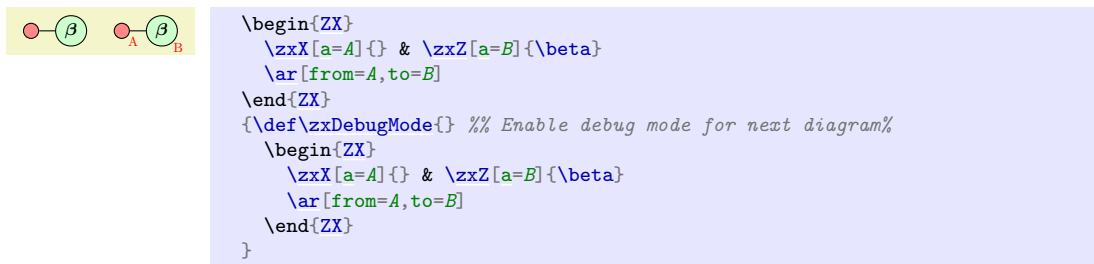 β β
A B
\begin{ZX}
  \zxX[a=A]{} & \zxZ[a=B]{\beta}
  \ar[from=A,to=B]
\end{ZX}
{\def\zxDebugMode{} %% Enable debug mode for next diagram%
  \begin{ZX}
    \zxX[a=A]{} & \zxZ[a=B]{\beta}
    \ar[from=A,to=B]
  \end{ZX}
}